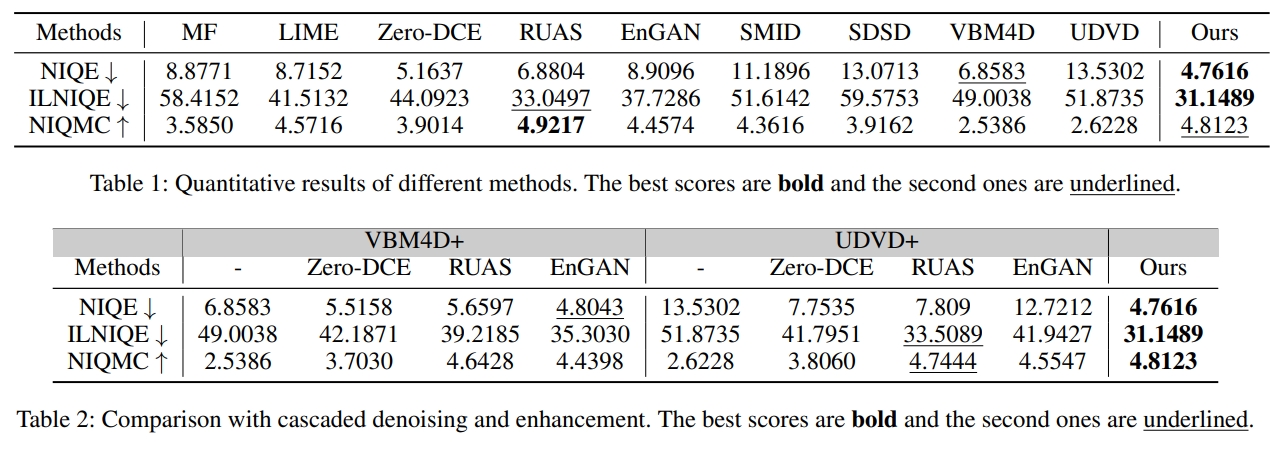 Methods MF LIME Zero-DCE RUAS EnGAN SMID SDSD VBM4D UDVD Ours
NIQE ↓ 8.8771 8.7152 5.1637 6.8804 8.9096 11.1896 13.0713 6.8583 13.5302 4.7616
ILNIQE ↓ 58.4152 41.5132 44.0923 33.0497 37.7286 51.6142 59.5753 49.0038 51.8735 31.1489
NIQMC ↑ 3.5850 4.5716 3.9014 4.9217 4.4574 4.3616 3.9162 2.5386 2.6228 4.8123
Table 1: Quantitative results of different methods. The best scores are bold and the second ones are underlined.
VBM4D+ UDVD+
Methods - Zero-DCE RUAS EnGAN - Zero-DCE RUAS EnGAN Ours
NIQE ↓ 6.8583 5.5158 5.6597 4.8043 13.5302 7.7535 7.809 12.7212 4.7616
ILNIQE ↓ 49.0038 42.1871 39.2185 35.3030 51.8735 41.7951 33.5089 41.9427 31.1489
NIQMC ↑ 2.5386 3.7030 4.6428 4.4398 2.6228 3.8060 4.7444 4.5547 4.8123
Table 2: Comparison with cascaded denoising and enhancement. The best scores are bold and the second ones are underlined.